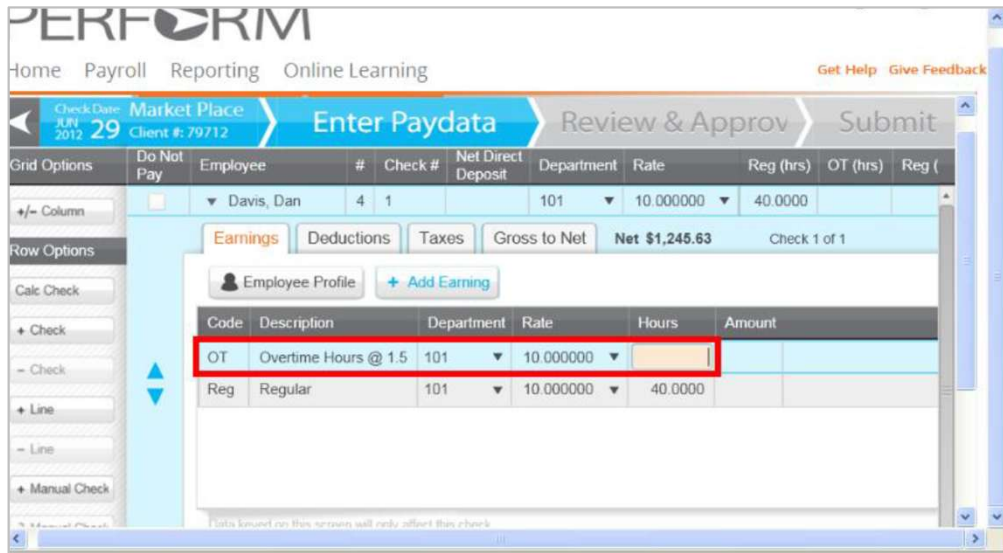 PERFORM
Home Payroll Reporting Online Learning Get Help Give Feedback
Check Date JUN 2012 29 Market Place Client #: 79712 Enter Paydata Review & Approv Submit
Grid Options Do Not Pay Employee # Check # Net Direct Deposit Department Rate Reg (hrs) OT (hrs) Reg (
+/- Column Davis, Dan 4 1 101 10.000000 40.0000
Row Options Earnings Deductions Taxes Gross to Net Net $1,245.63 Check 1 of 1
Calc Check Employee Profile + Add Earning
+ Check Code Description Department Rate Hours Amount
- Check OT Overtime Hours @ 1.5 101 10.000000
Reg Regular 101 10.000000 40.0000
+ Line
- Line
+ Manual Check
Data keyed on this screen will only affect this check